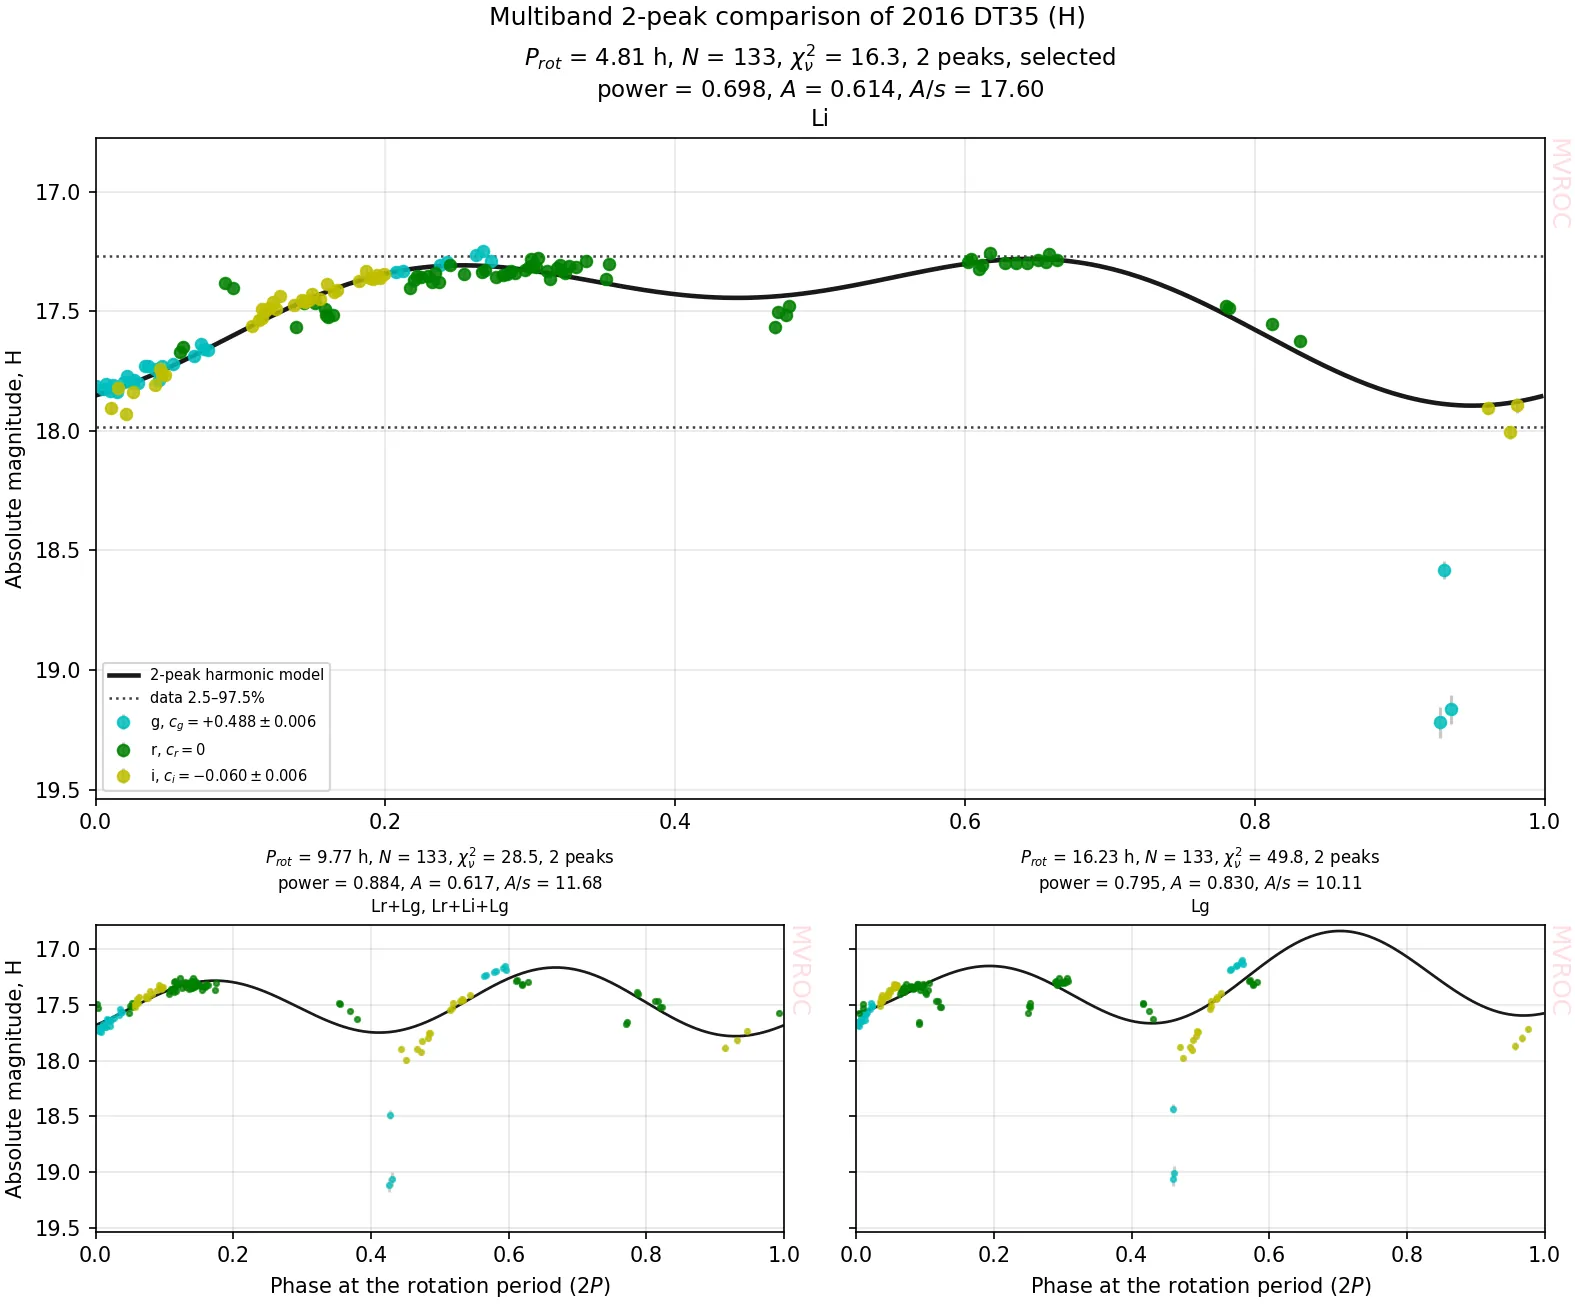 Multiband 2-peak comparison of 2016 DT35 (H)
P_rot = 4.81 h, N = 133, χ²_ν = 16.3, 2 peaks, selected
power = 0.698, A = 0.614, A/s = 17.60
Li
MVROC
Absolute magnitude, H
17.0
17.5
18.0
18.5
19.0
19.5
2-peak harmonic model
data 2.5–97.5%
g, c_g = +0.488 ± 0.006
r, c_r = 0
i, c_i = −0.060 ± 0.006
0.0 0.2 0.4 0.6 0.8 1.0
P_rot = 9.77 h, N = 133, χ²_ν = 28.5, 2 peaks
power = 0.884, A = 0.617, A/s = 11.68
Lr+Lg, Lr+Li+Lg
MVROC
Absolute magnitude, H
17.0
17.5
18.0
18.5
19.0
19.5
0.0 0.2 0.4 0.6 0.8 1.0
Phase at the rotation period (2P)
P_rot = 16.23 h, N = 133, χ²_ν = 49.8, 2 peaks
power = 0.795, A = 0.830, A/s = 10.11
Lg
MVROC
0.0 0.2 0.4 0.6 0.8 1.0
Phase at the rotation period (2P)